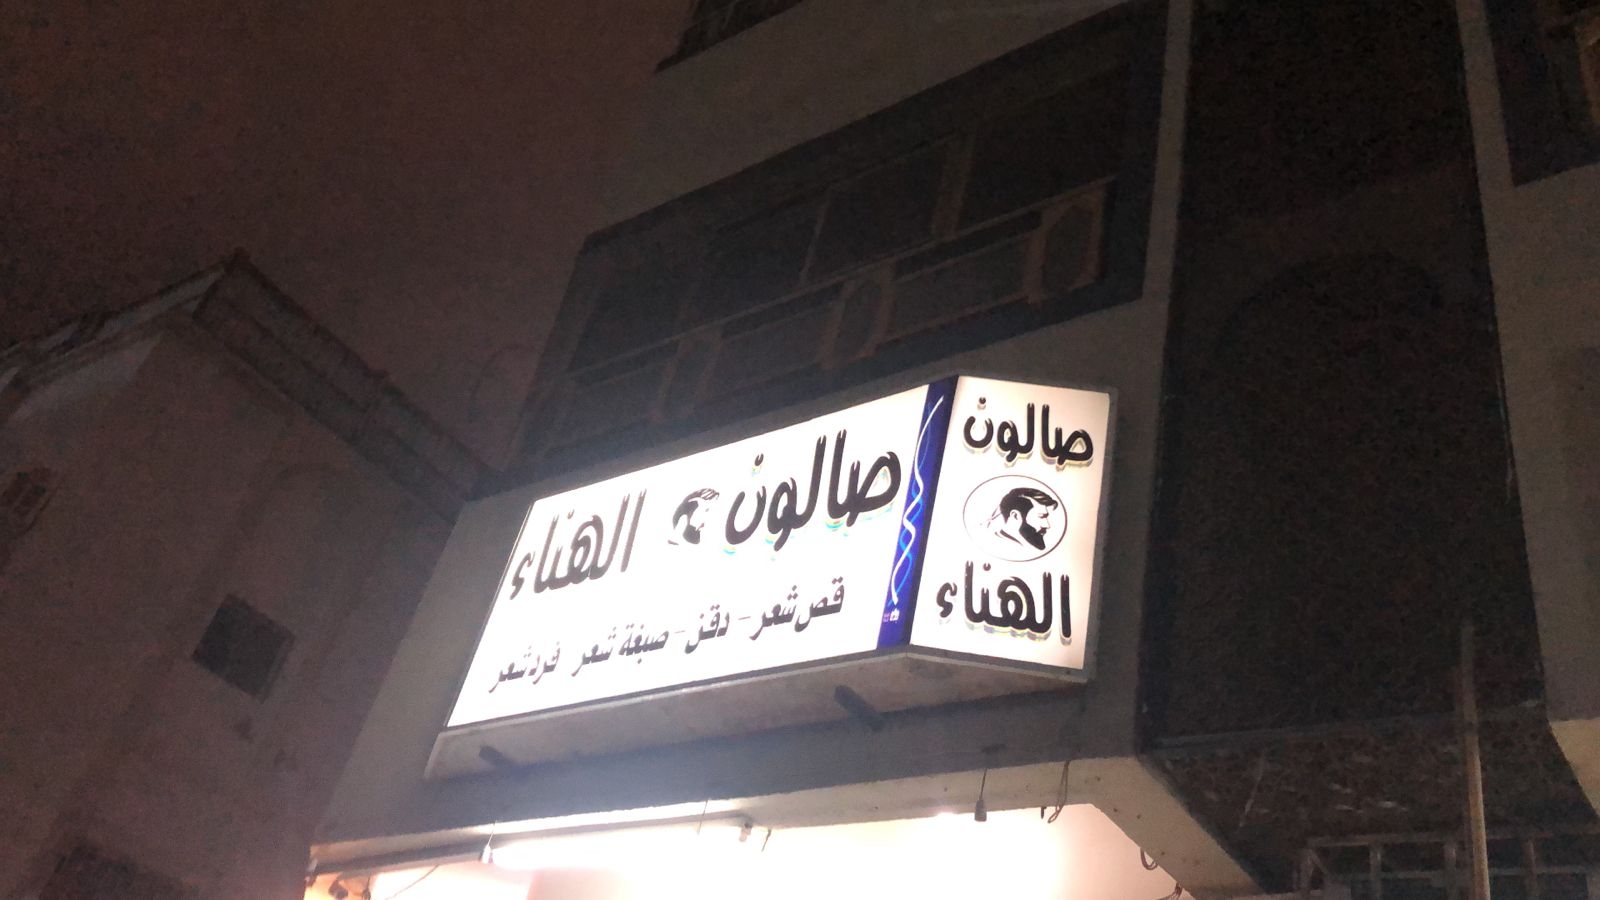 صالون الهناء
قص شعر - دقن - صبغة شعر فرد شعر
صالون
الهناء